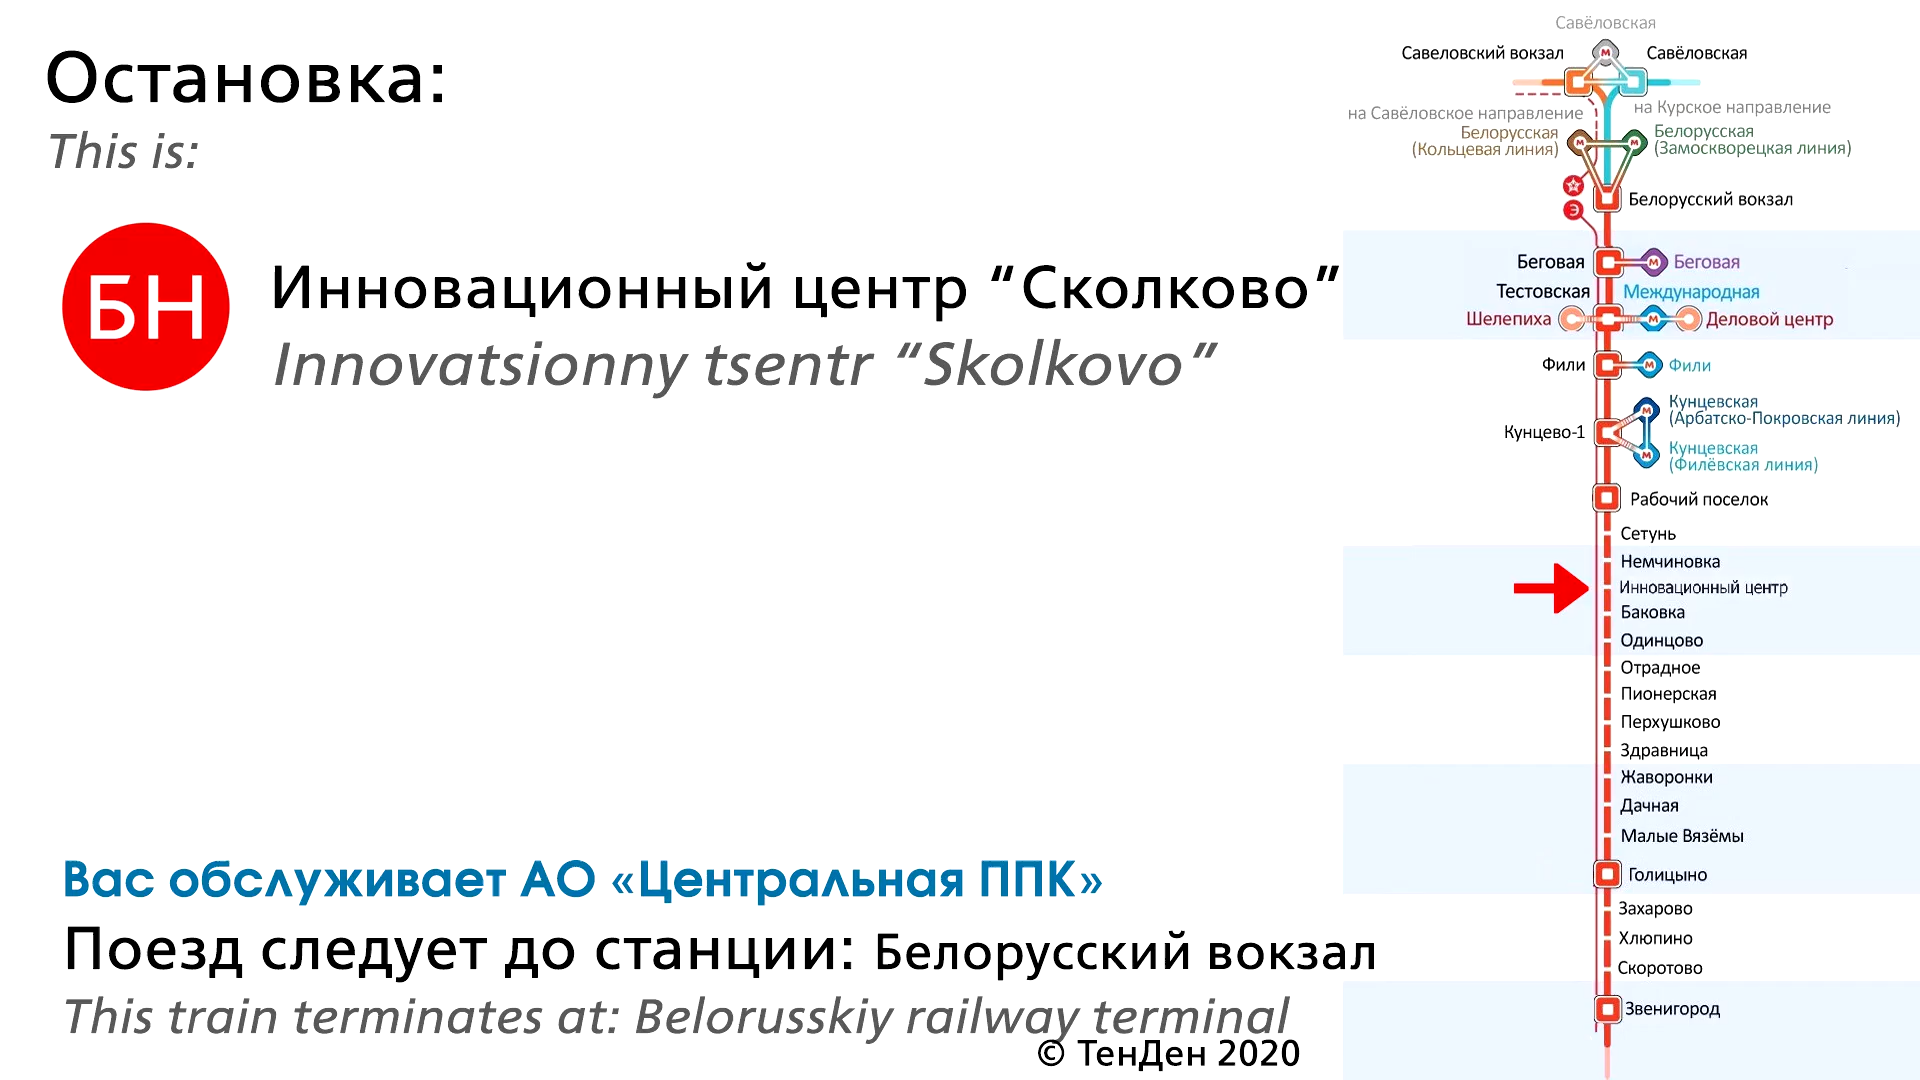 Остановка:
This is:
БН
Инновационный центр “Сколково”
Innovatsionny tsentr “Skolkovo”
Вас обслуживает АО «Центральная ППК»
Поезд следует до станции: Белорусский вокзал
This train terminates at: Belorusskiy railway terminal
© ТенДен 2020
Савёловская
Савеловский вокзал
М
Савёловская
на Савёловское направление
на Курское направление
Белорусская
(Кольцевая линия)
М
М
Белорусская
(Замоскворецкая линия)
Э
Белорусский вокзал
Беговая
М
Беговая
Тестовская
Международная
Шелепиха
М
Деловой центр
Фили
М
Фили
Кунцево-1
М
Кунцевская
(Арбатско-Покровская линия)
М
Кунцевская
(Филёвская линия)
Рабочий поселок
Сетунь
Немчиновка
Инновационный центр
Баковка
Одинцово
Отрадное
Пионерская
Перхушково
Здравница
Жаворонки
Дачная
Малые Вязёмы
Голицыно
Захарово
Хлюпино
Скоротово
Звенигород